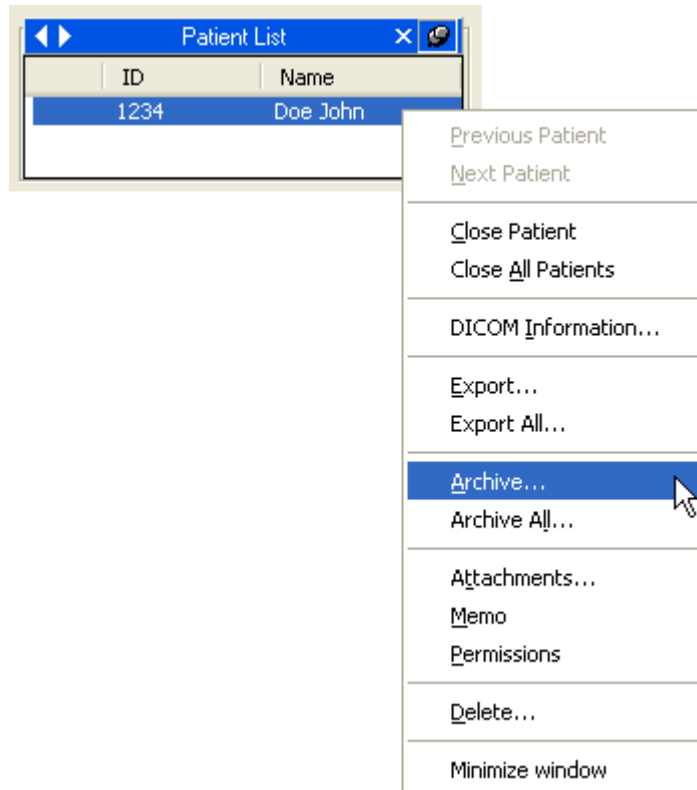 Patient List
ID Name
1234 Doe John
Previous Patient
Next Patient
Close Patient
Close All Patients
DICOM Information...
Export...
Export All...
Archive...
Archive All...
Attachments...
Memo
Permissions
Delete...
Minimize window